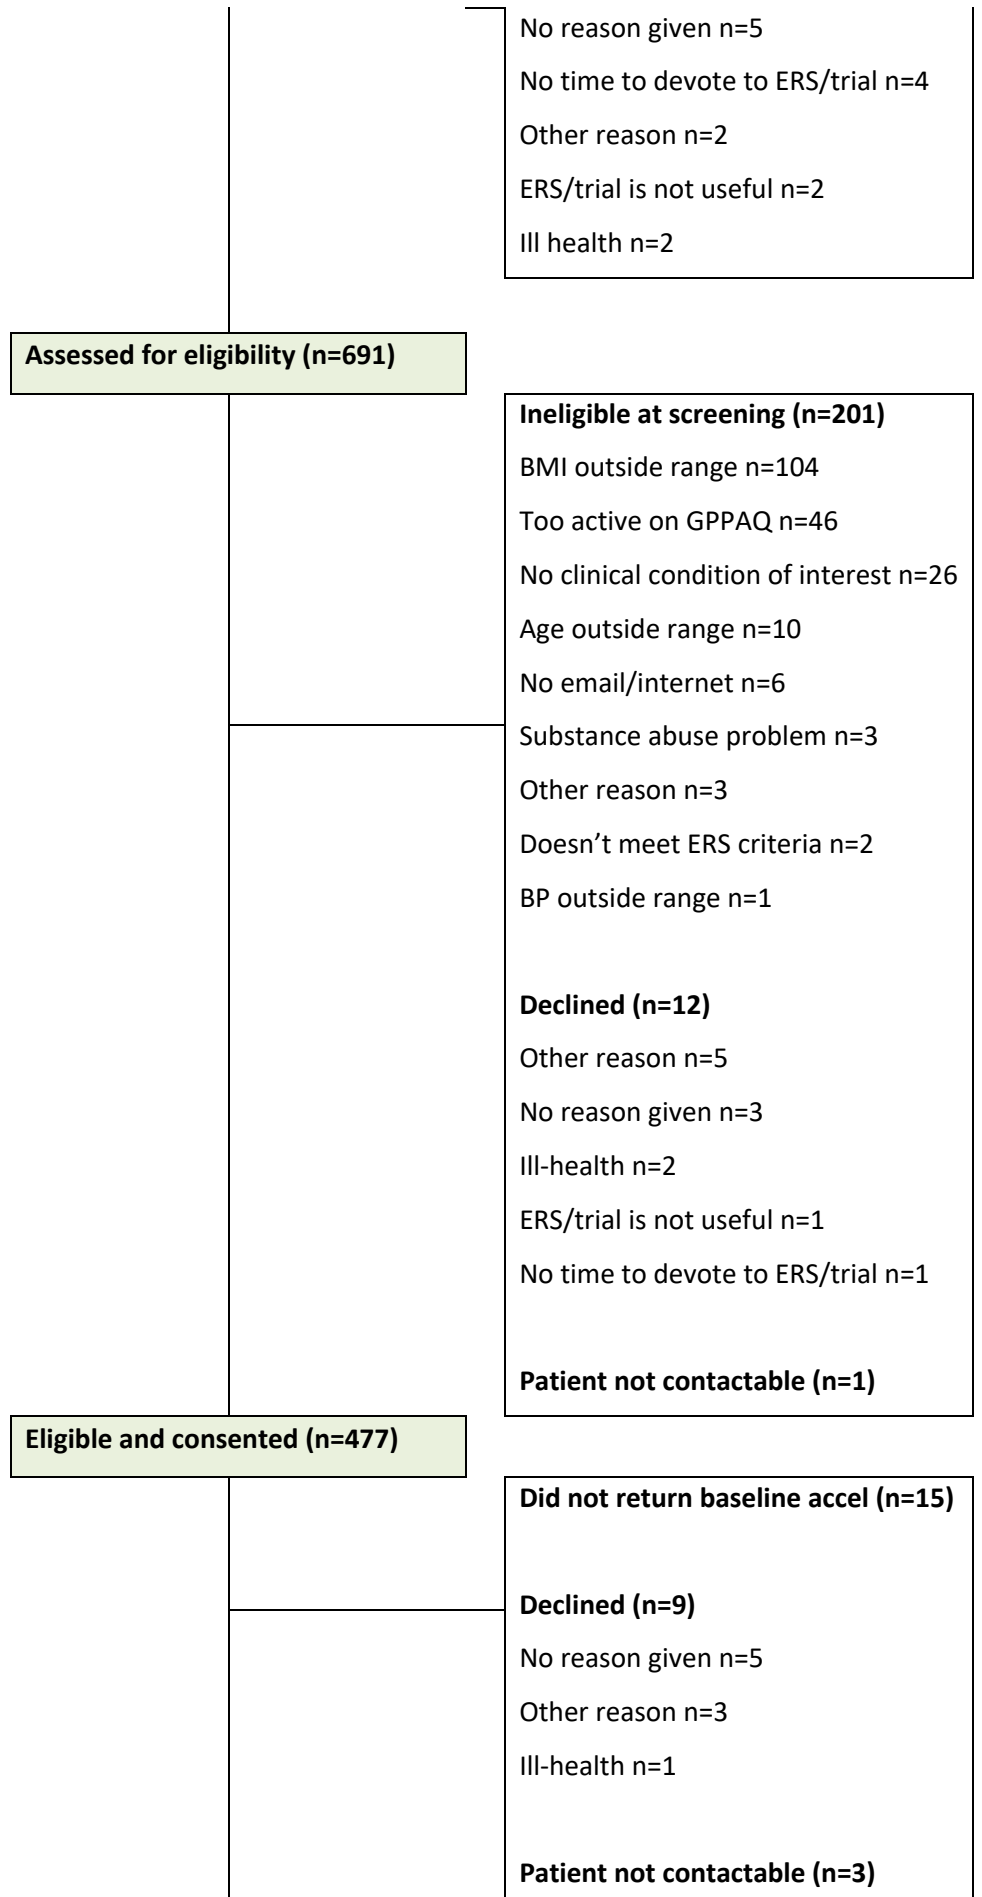 No reason given n=5
No time to devote to ERS/trial n=4
Other reason n=2
ERS/trial is not useful n=2
Ill health n=2
Assessed for eligibility (n=691)
Ineligible at screening (n=201)
BMI outside range n=104
Too active on GPPAQ n=46
No clinical condition of interest n=26
Age outside range n=10
No email/internet n=6
Substance abuse problem n=3
Other reason n=3
Doesn’t meet ERS criteria n=2
BP outside range n=1
Declined (n=12)
Other reason n=5
No reason given n=3
Ill-health n=2
ERS/trial is not useful n=1
No time to devote to ERS/trial n=1
Patient not contactable (n=1)
Eligible and consented (n=477)
Did not return baseline accel (n=15)
Declined (n=9)
No reason given n=5
Other reason n=3
Ill-health n=1
Patient not contactable (n=3)